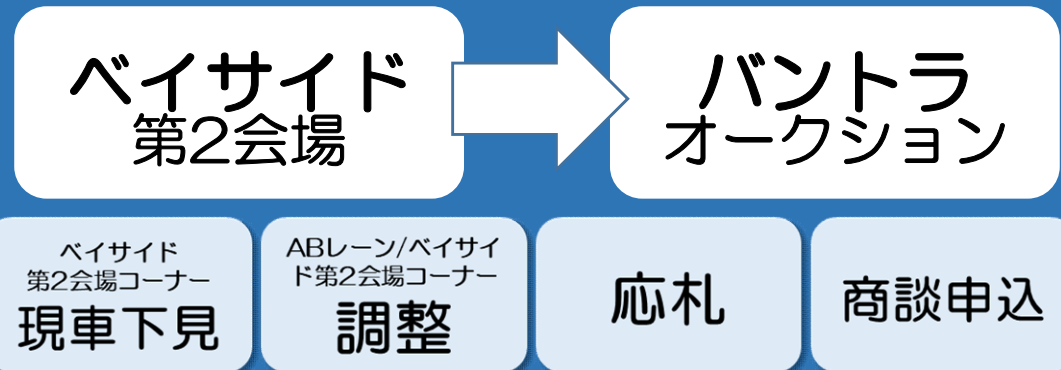 ベイサイド
第2会場
バントラ
オークション
ベイサイド
第2会場コーナー
現車下見
ABレーン/ベイサイ
ド第2会場コーナー
調整
応札
商談申込